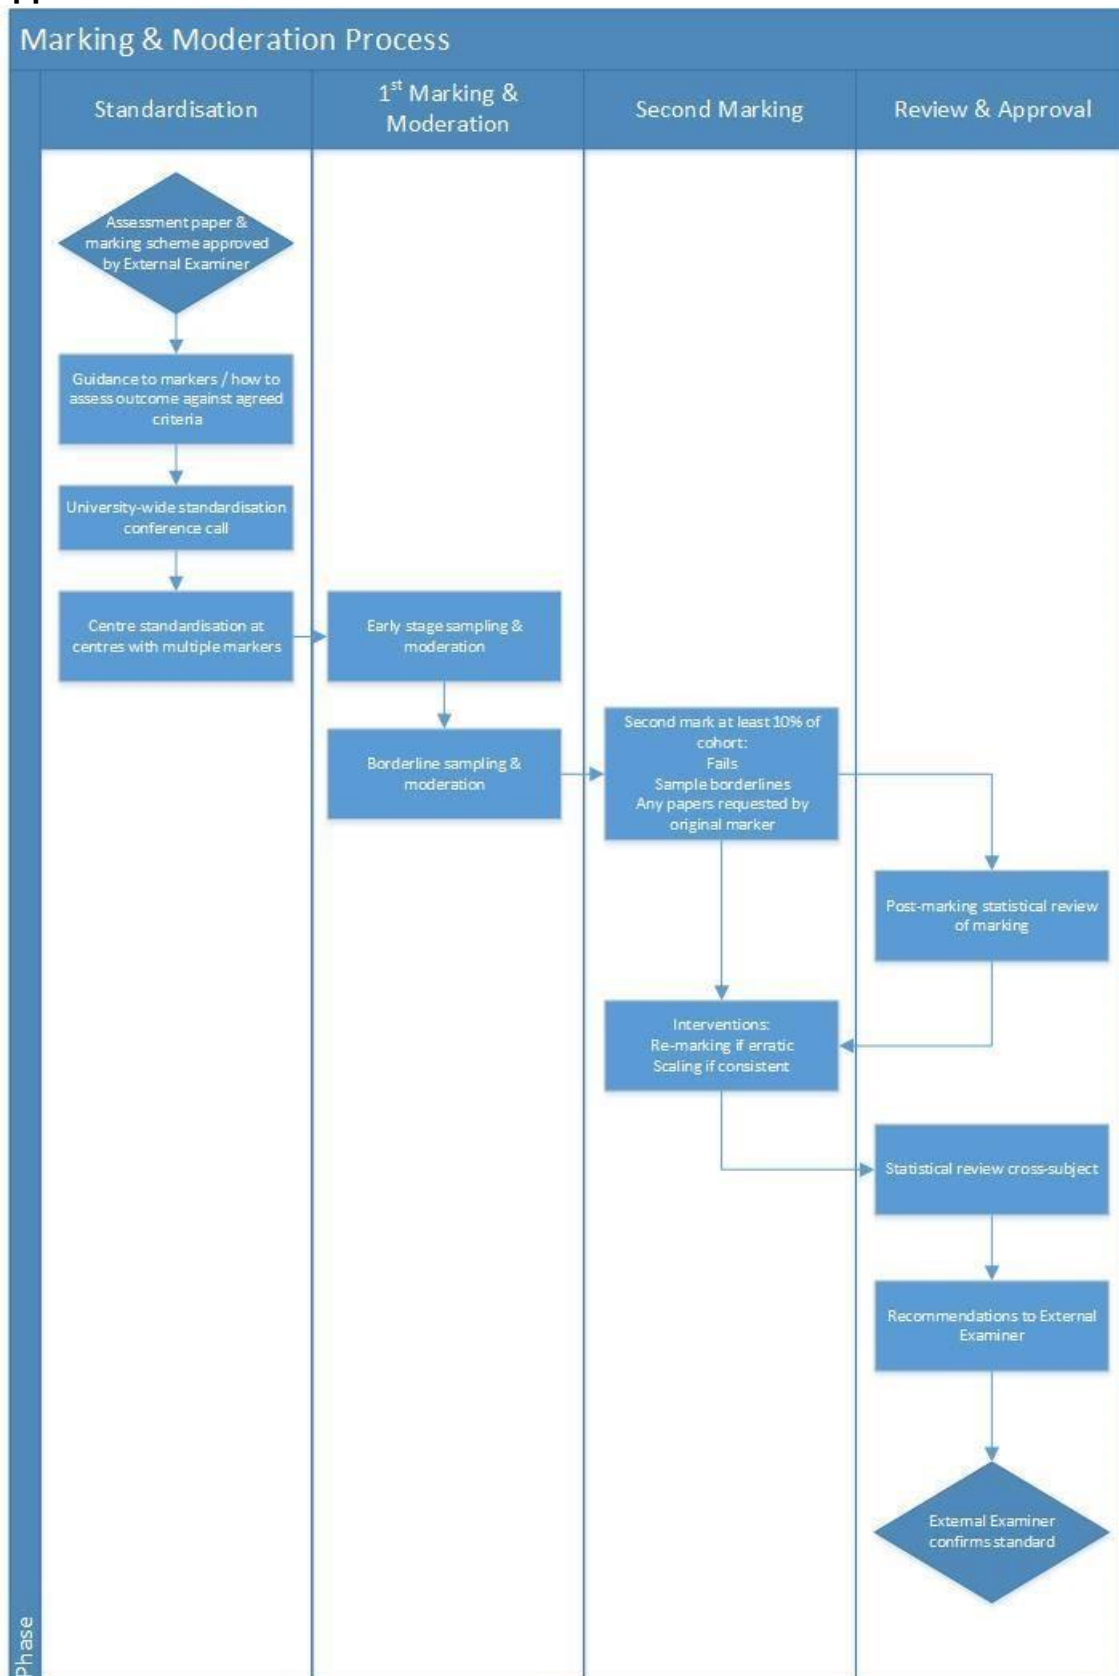 Marking & Moderation Process
Standardisation
1st Marking &
Moderation
Second Marking
Review & Approval
Assessment paper &
marking scheme approved
by External Examiner
Guidance to markers / how to
assess outcome against agreed
criteria
University-wide standardisation
conference call
Centre standardisation at
centres with multiple markers
Early stage sampling &
moderation
Borderline sampling &
moderation
Second mark at least 10% of
cohort:
Fails
Sample borderlines
Any papers requested by
original marker
Post-marking statistical review
of marking
Interventions:
Re-marking if erratic
Scaling if consistent
Statistical review cross-subject
Recommendations to External
Examiner
External Examiner
confirms standard
Phase